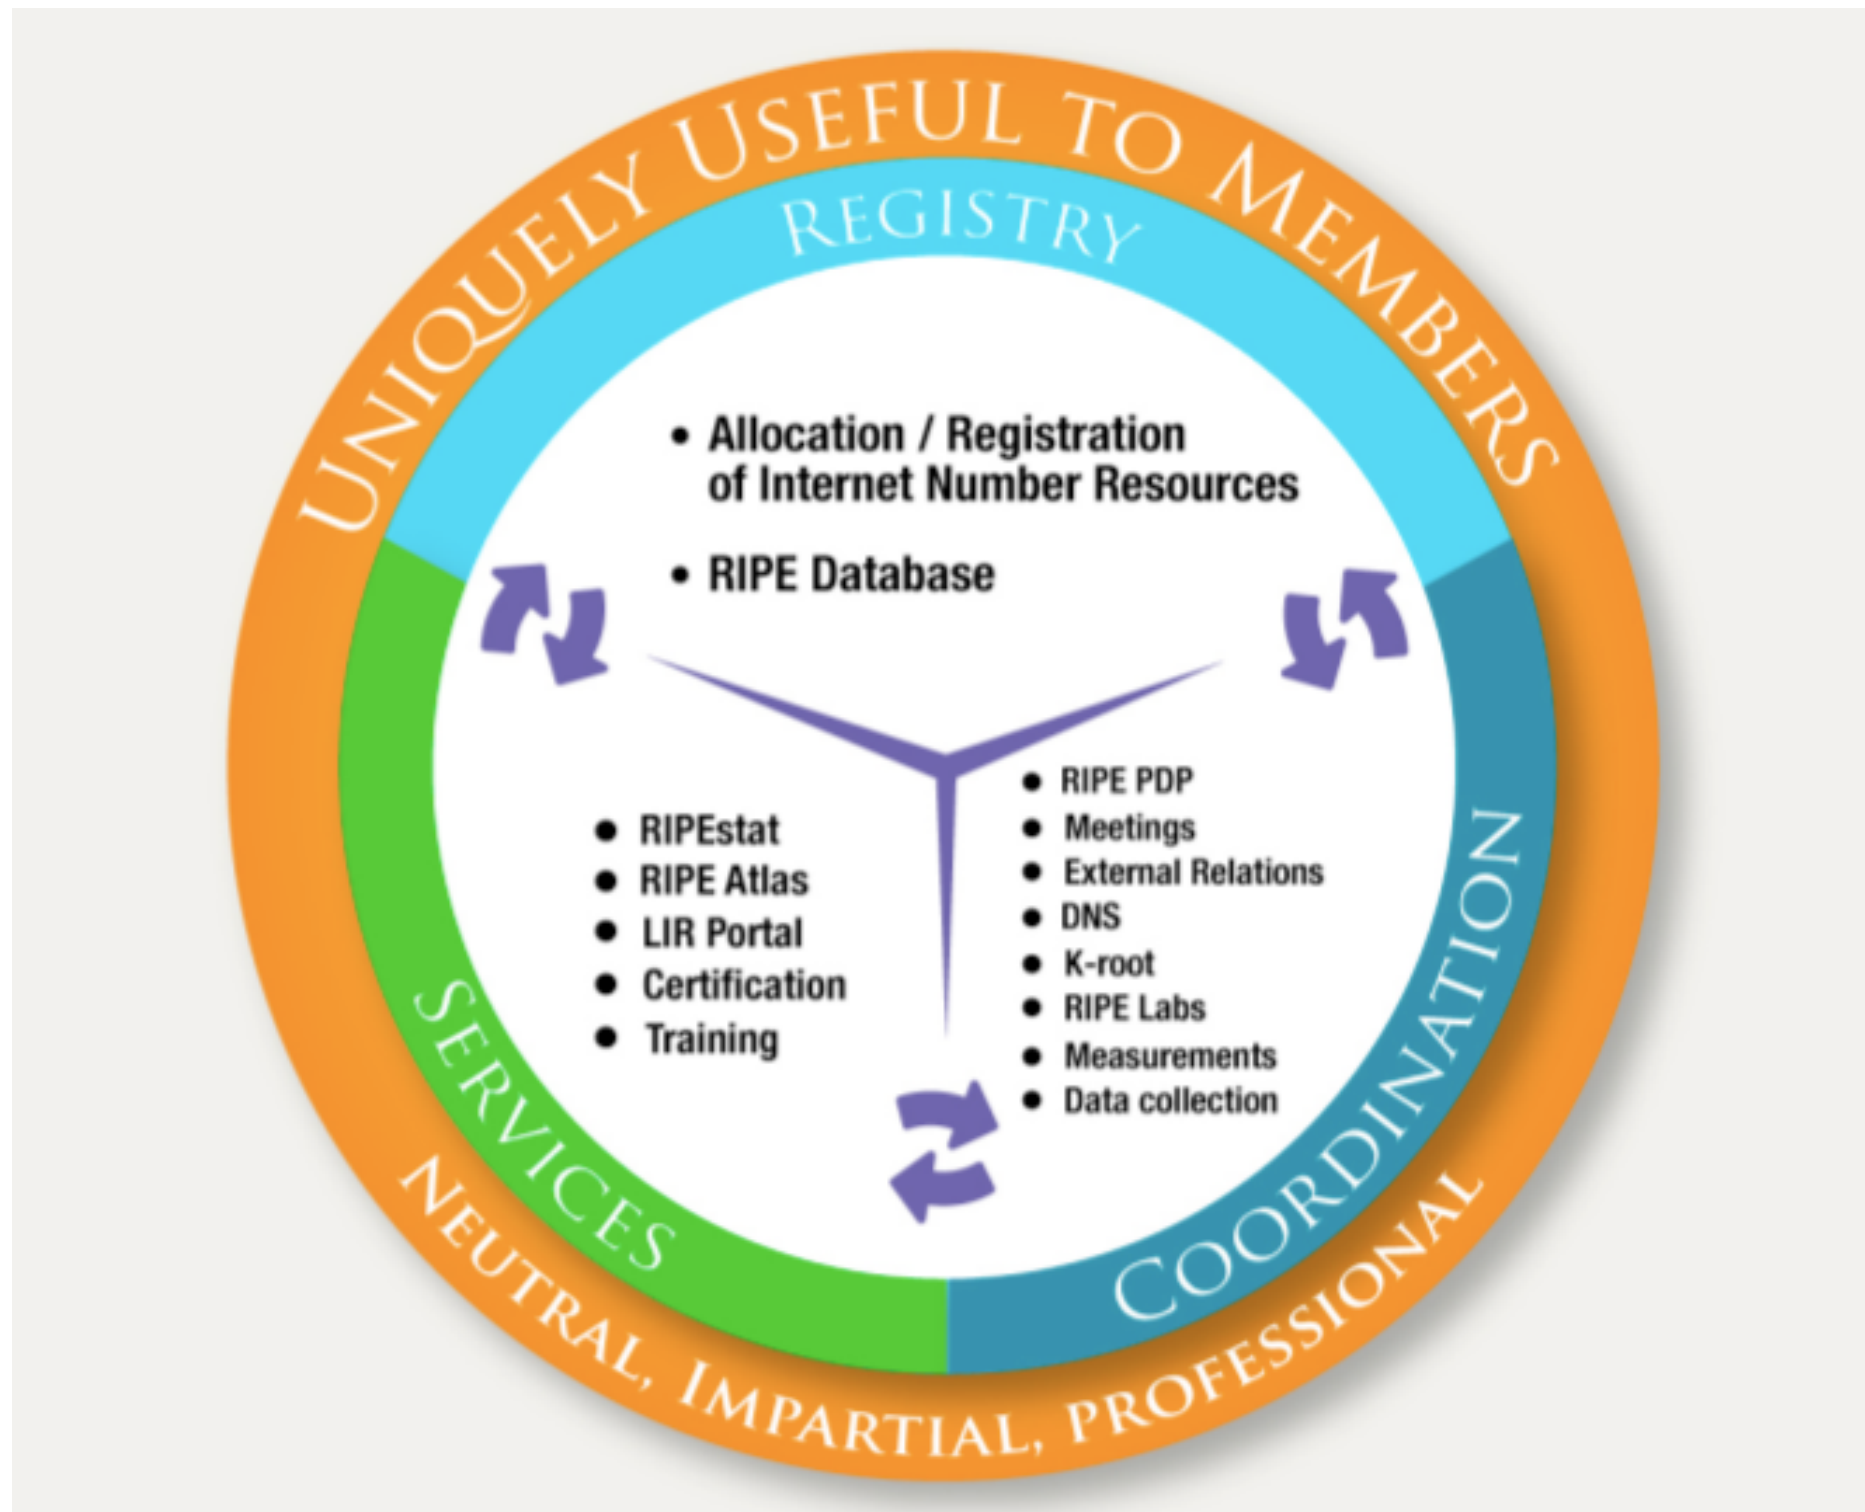 UNIQUELY USEFUL TO MEMBERS
REGISTRY
• Allocation / Registration
of Internet Number Resources
• RIPE Database
● RIPEstat
● RIPE Atlas
● LIR Portal
● Certification
● Training
SERVICES
● RIPE PDP
● Meetings
● External Relations
● DNS
● K-root
● RIPE Labs
● Measurements
● Data collection
COORDINATION
NEUTRAL, IMPARTIAL, PROFESSIONAL